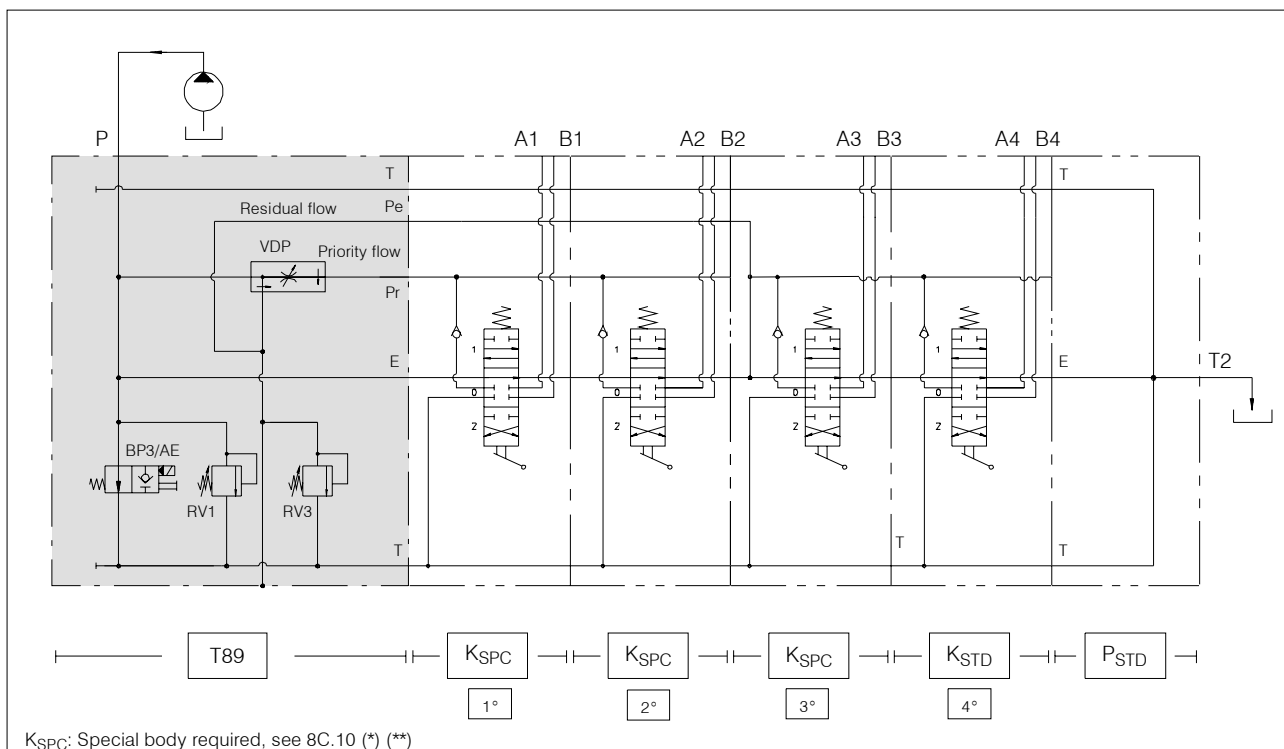 P
A1 B1 A2 B2 A3 B3 A4 B4
T T
Residual flow Pe
VDP Priority flow
Pr
1 1 1 1
E E T2
0 0 0 0
2 2 2 2
BP3/AE
RV1 RV3
T T T
T89 KSPC KSPC KSPC KSTD PSTD
1° 2° 3° 4°
KSPC: Special body required, see 8C.10 (*) (**)